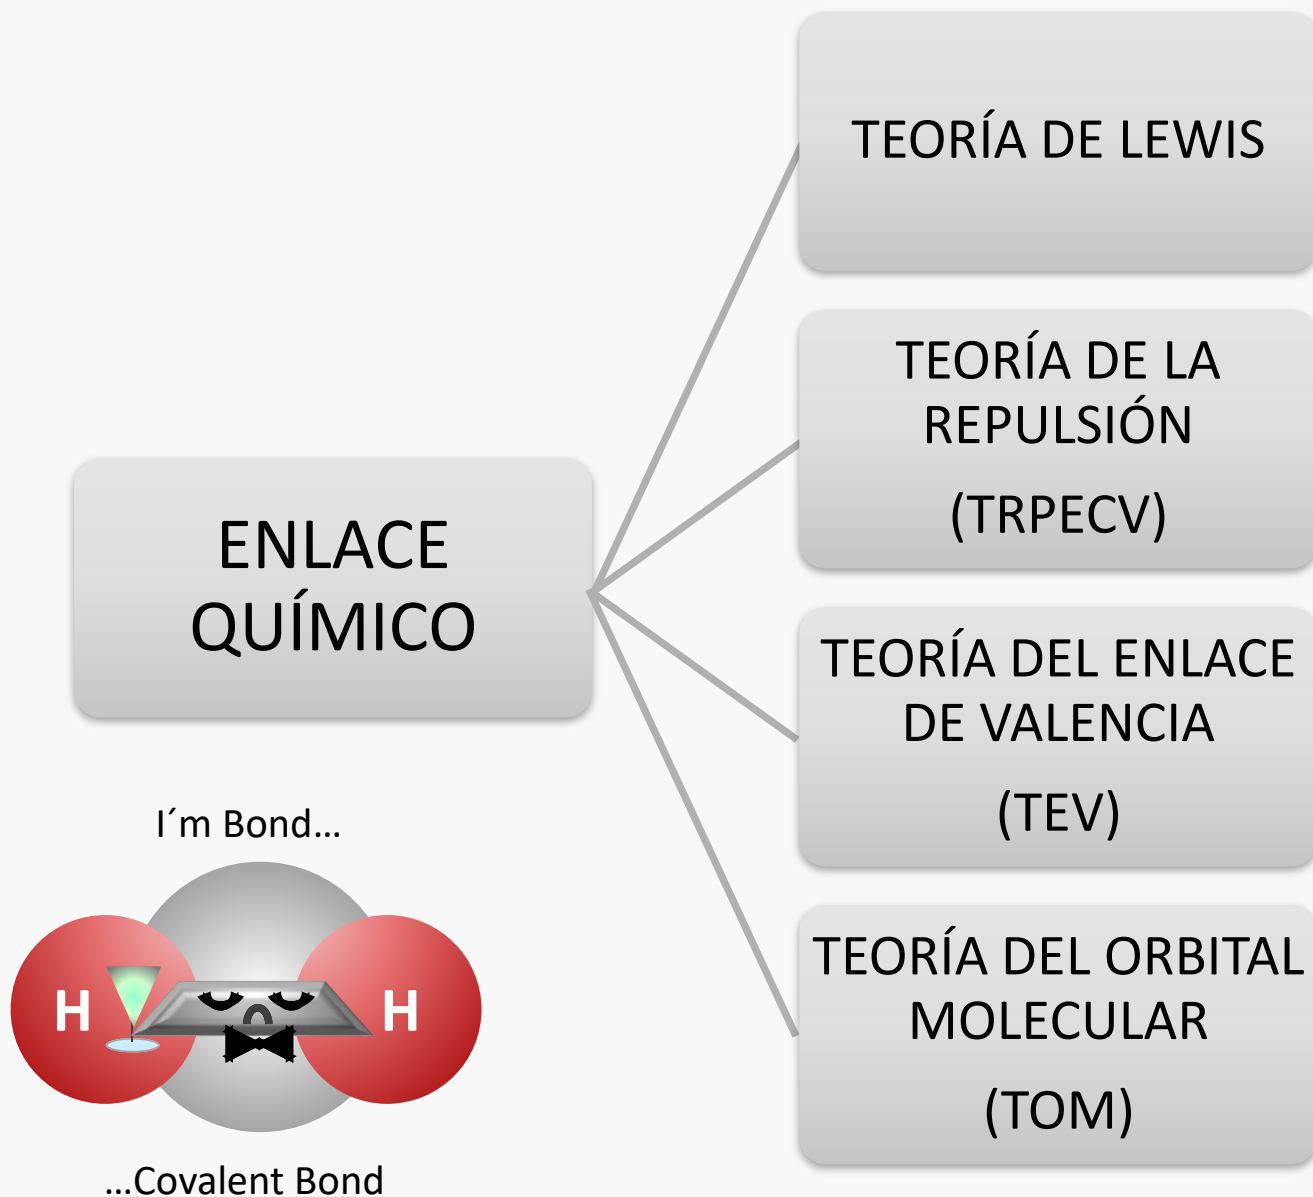 ENLACE
QUÍMICO
TEORÍA DE LEWIS
TEORÍA DE LA
REPULSIÓN
(TRPECV)
TEORÍA DEL ENLACE
DE VALENCIA
(TEV)
TEORÍA DEL ORBITAL
MOLECULAR
(TOM)
I´m Bond...
H H
...Covalent Bond